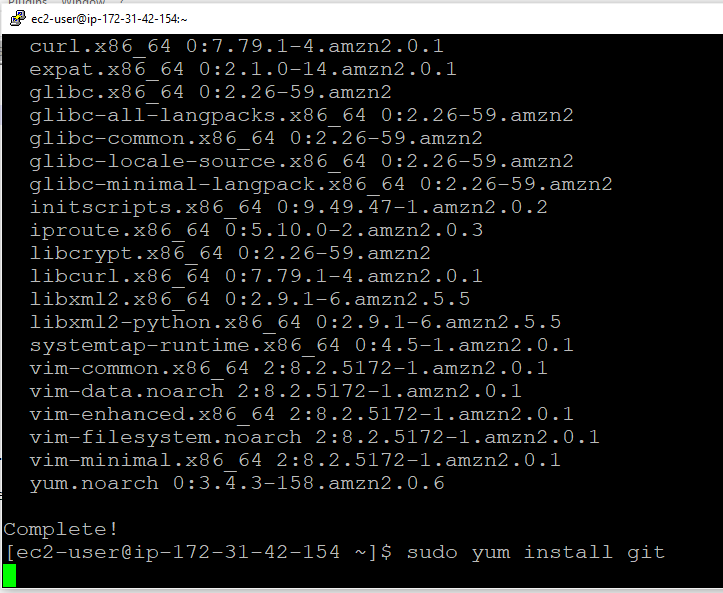 ec2-user@ip-172-31-42-154:~
curl.x86_64 0:7.79.1-4.amzn2.0.1
expat.x86_64 0:2.1.0-14.amzn2.0.1
glibc.x86_64 0:2.26-59.amzn2
glibc-all-langpacks.x86_64 0:2.26-59.amzn2
glibc-common.x86_64 0:2.26-59.amzn2
glibc-locale-source.x86_64 0:2.26-59.amzn2
glibc-minimal-langpack.x86_64 0:2.26-59.amzn2
initscripts.x86_64 0:9.49.47-1.amzn2.0.2
iproute.x86_64 0:5.10.0-2.amzn2.0.3
libcrypt.x86_64 0:2.26-59.amzn2
libcurl.x86_64 0:7.79.1-4.amzn2.0.1
libxml2.x86_64 0:2.9.1-6.amzn2.5.5
libxml2-python.x86_64 0:2.9.1-6.amzn2.5.5
systemtap-runtime.x86_64 0:4.5-1.amzn2.0.1
vim-common.x86_64 2:8.2.5172-1.amzn2.0.1
vim-data.noarch 2:8.2.5172-1.amzn2.0.1
vim-enhanced.x86_64 2:8.2.5172-1.amzn2.0.1
vim-filesystem.noarch 2:8.2.5172-1.amzn2.0.1
vim-minimal.x86_64 2:8.2.5172-1.amzn2.0.1
yum.noarch 0:3.4.3-158.amzn2.0.6
Complete!
[ec2-user@ip-172-31-42-154 ~]$ sudo yum install git